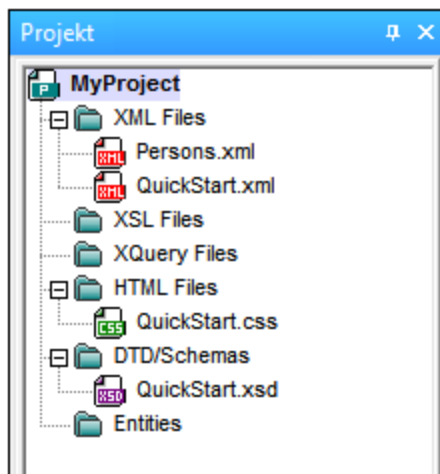 Projekt
MyProject
XML Files
Persons.xml
QuickStart.xml
XSL Files
XQuery Files
HTML Files
QuickStart.css
DTD/Schemas
QuickStart.xsd
Entities